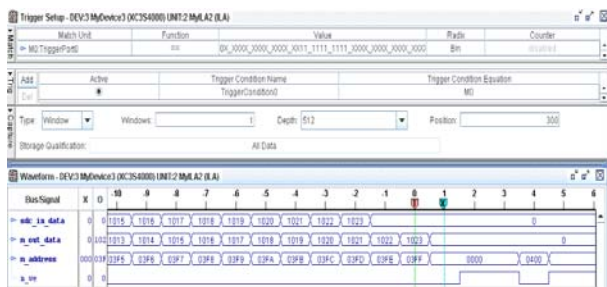 Trigger Setup - DEV:3 MyDevice3 (XC3S4000) UNIT:2 MyILA2 (ILA)
Match Unit Function Value Radix Counter
M0:TriggerPort0 == Bin disabled
Add Active Trigger Condition Name Trigger Condition Equation
Del TriggerCondition0 M0
Type: Window Windows: 1 Depth: 512 Position: 300
Storage Qualification: All Data
Waveform - DEV:3 MyDevice3 (XC3S4000) UNIT:2 MyILA2 (ILA)
Bus/Signal X O -10 -9 -8 -7 -6 -5 -4 -3 -2 -1 0 1 2 3 4 5 6
0 1015 1016 1017 1018 1019 1020 1021 1022 1023 0
m_out_data 0 102 1013 1014 1015 1016 1017 1018 1019 1020 1021 1022 1023 0
m_address 000 03F 03F5 03F6 03F7 03F8 03F9 03FA 03FB 03FC 03FD 03FE 03FF 0000 0400
0 0